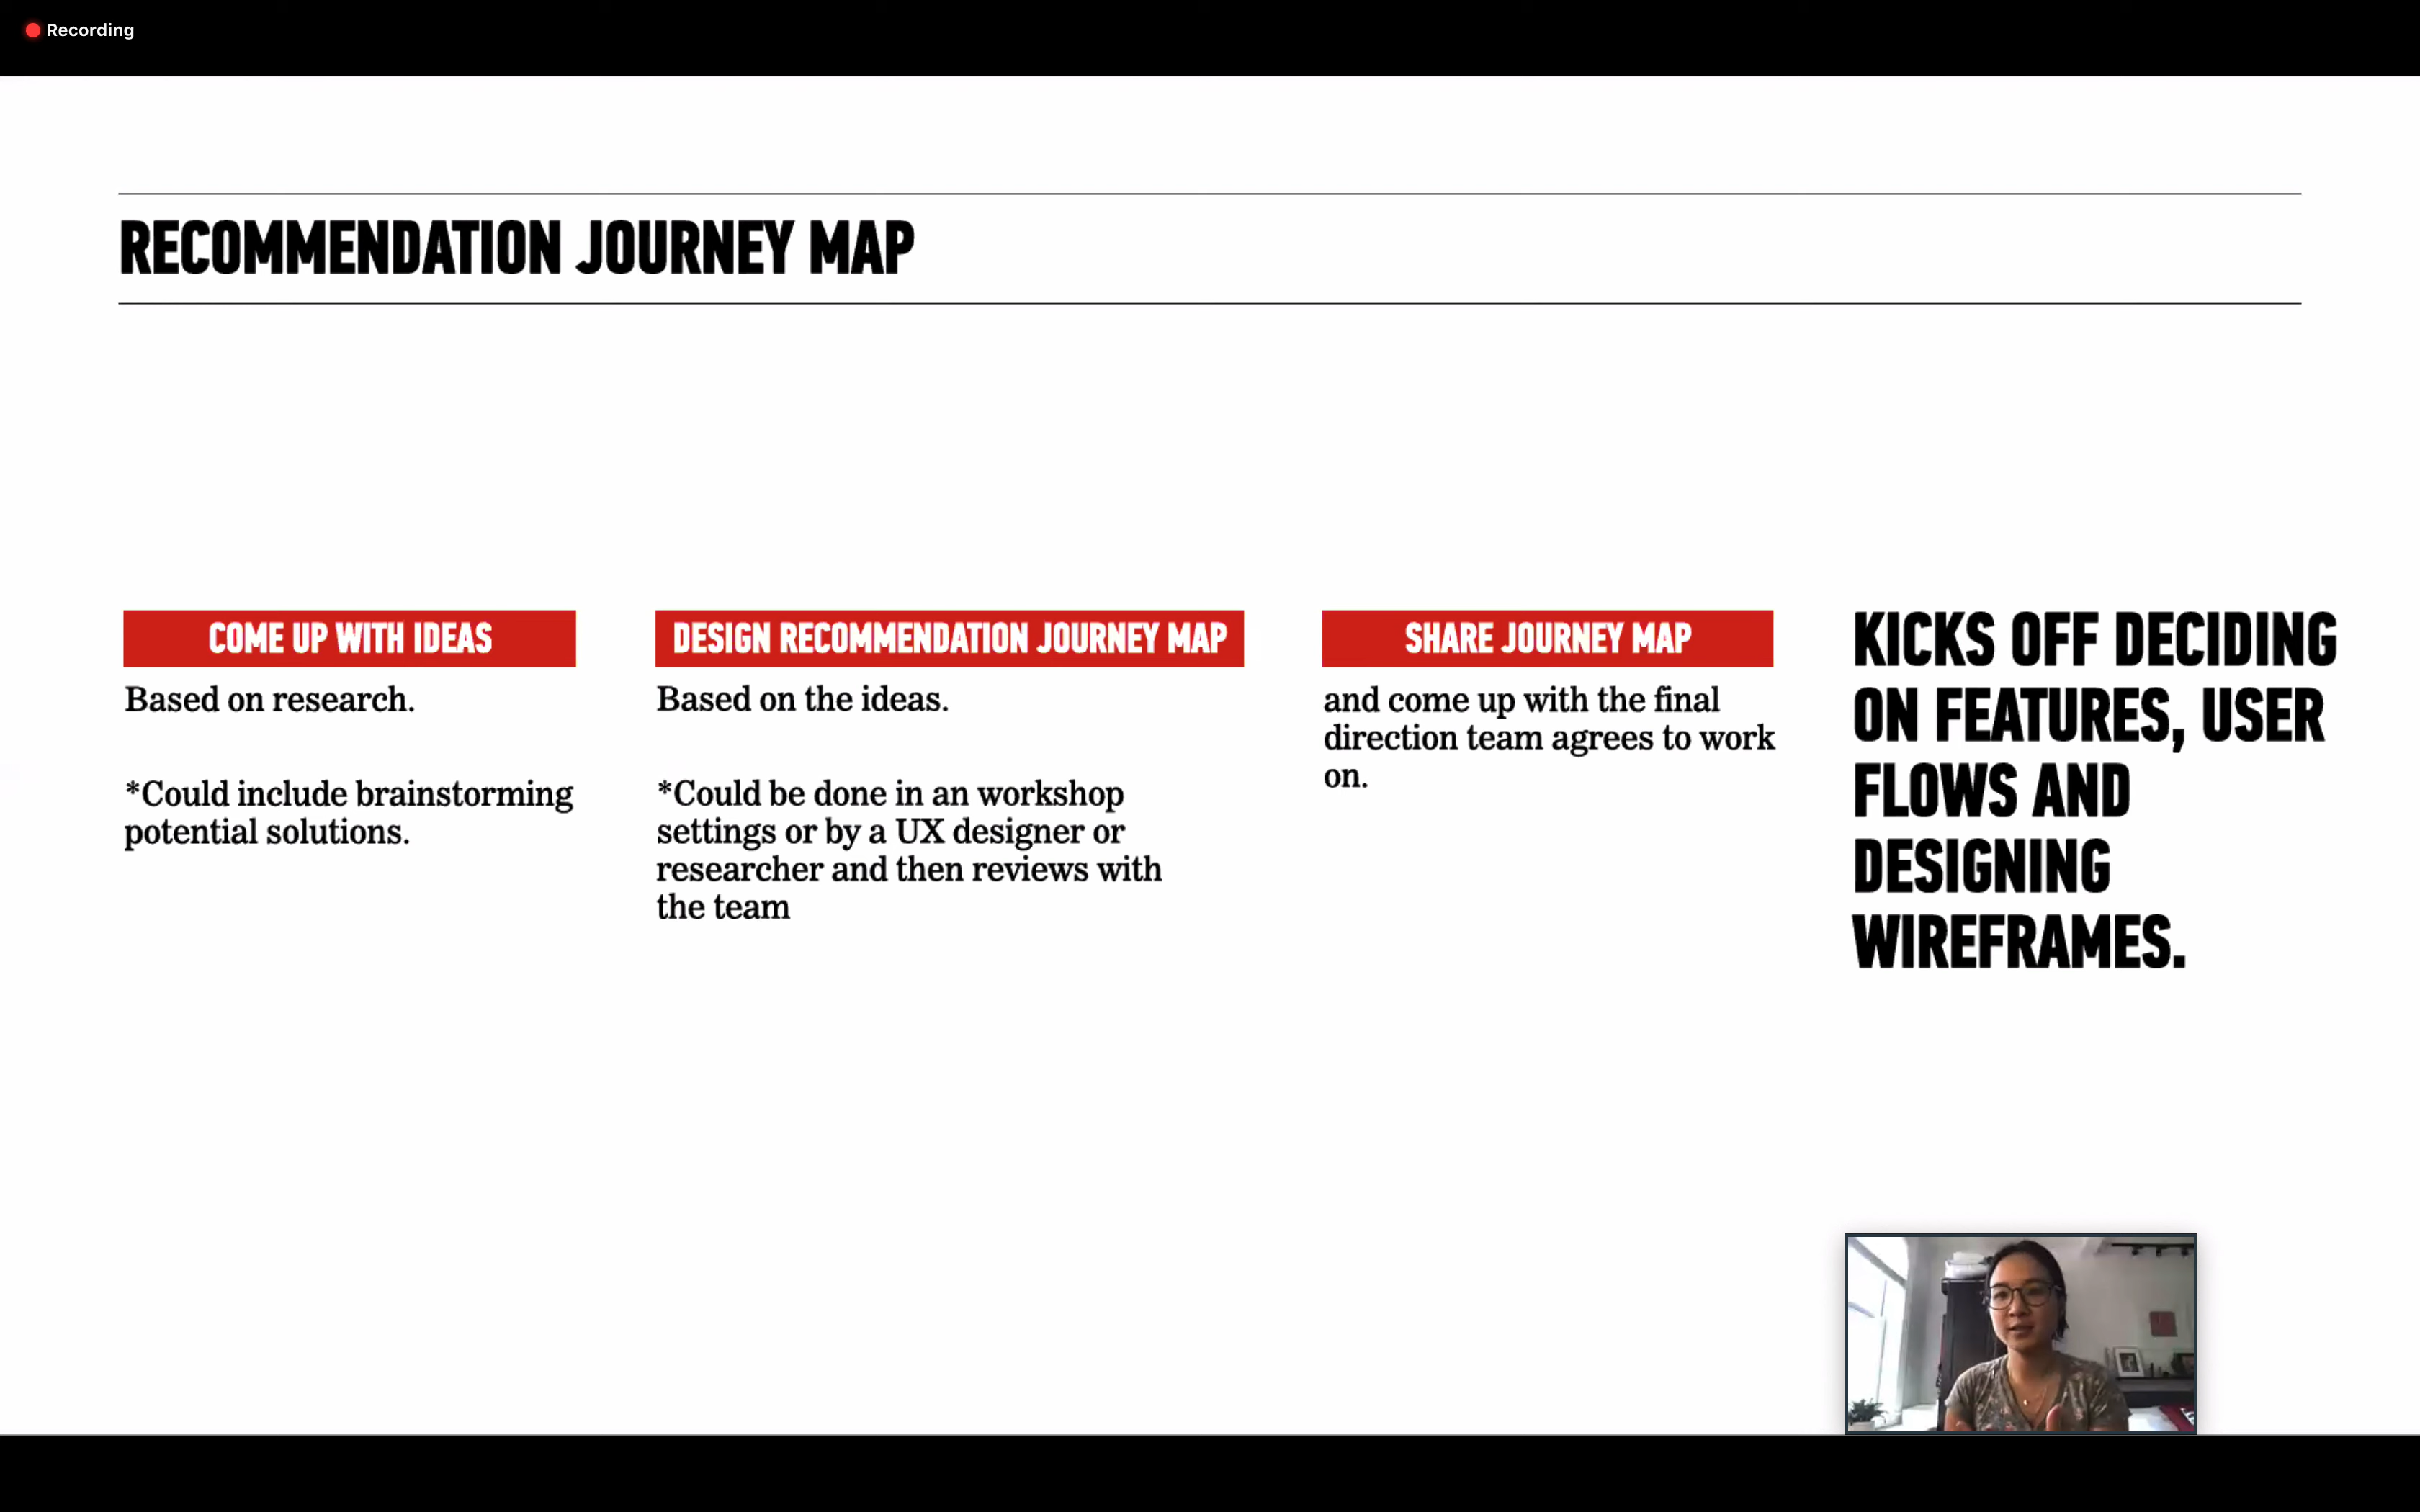 Recording
RECOMMENDATION JOURNEY MAP
COME UP WITH IDEAS
Based on research.
*Could include brainstorming
potential solutions.
DESIGN RECOMMENDATION JOURNEY MAP
Based on the ideas.
*Could be done in an workshop
settings or by a UX designer or
researcher and then reviews with
the team
SHARE JOURNEY MAP
and come up with the final
direction team agrees to work
on.
KICKS OFF DECIDING
ON FEATURES, USER
FLOWS AND
DESIGNING
WIREFRAMES.